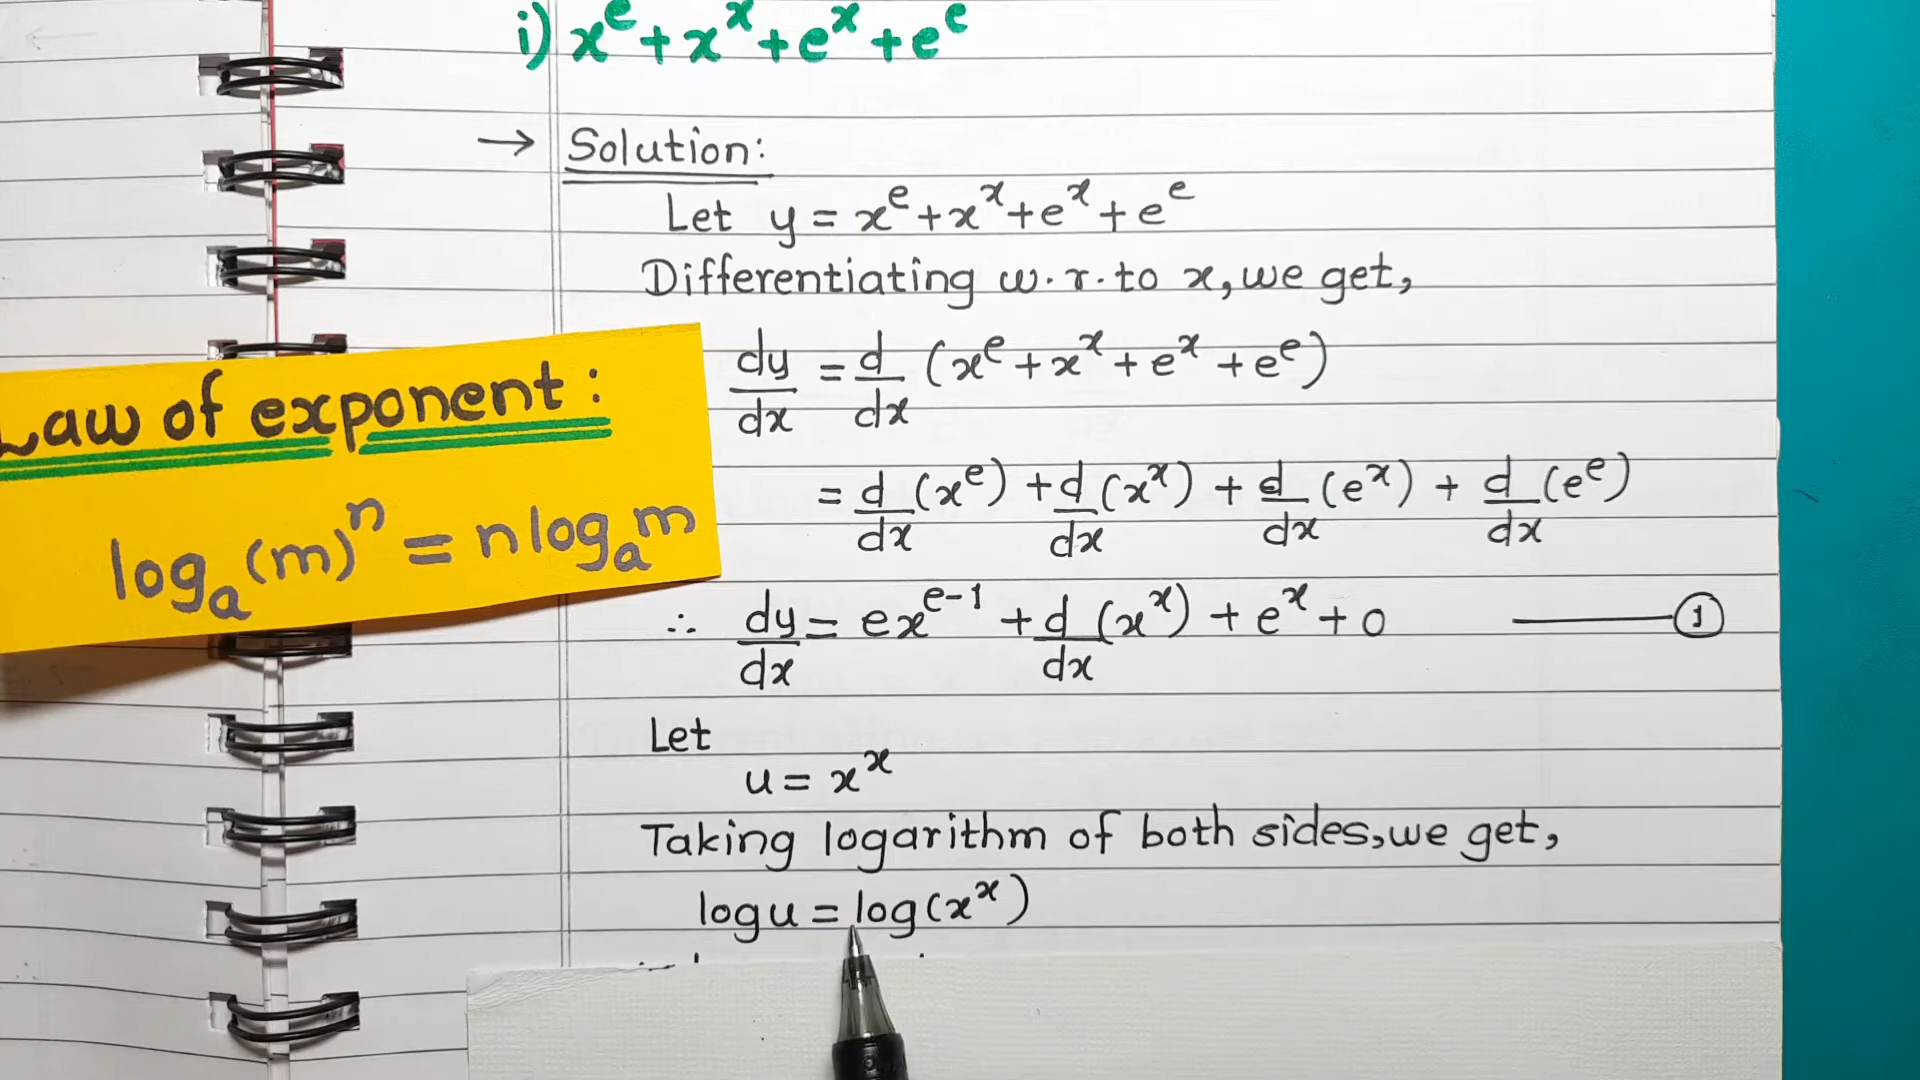 i) x^e + x^x + e^x + e^e
→ Solution:
Let y = x^e + x^x + e^x + e^e
Differentiating w.r.to x, we get,
dy/dx = d/dx (x^e + x^x + e^x + e^e)
= d/dx (x^e) + d/dx (x^x) + d/dx (e^x) + d/dx (e^e)
∴ dy/dx = ex^(e-1) + d/dx (x^x) + e^x + 0 ——— ①
Let
u = x^x
Taking logarithm of both sides, we get,
log u = log (x^x)
Law of exponent:
log_a (m)^n = n log_a m